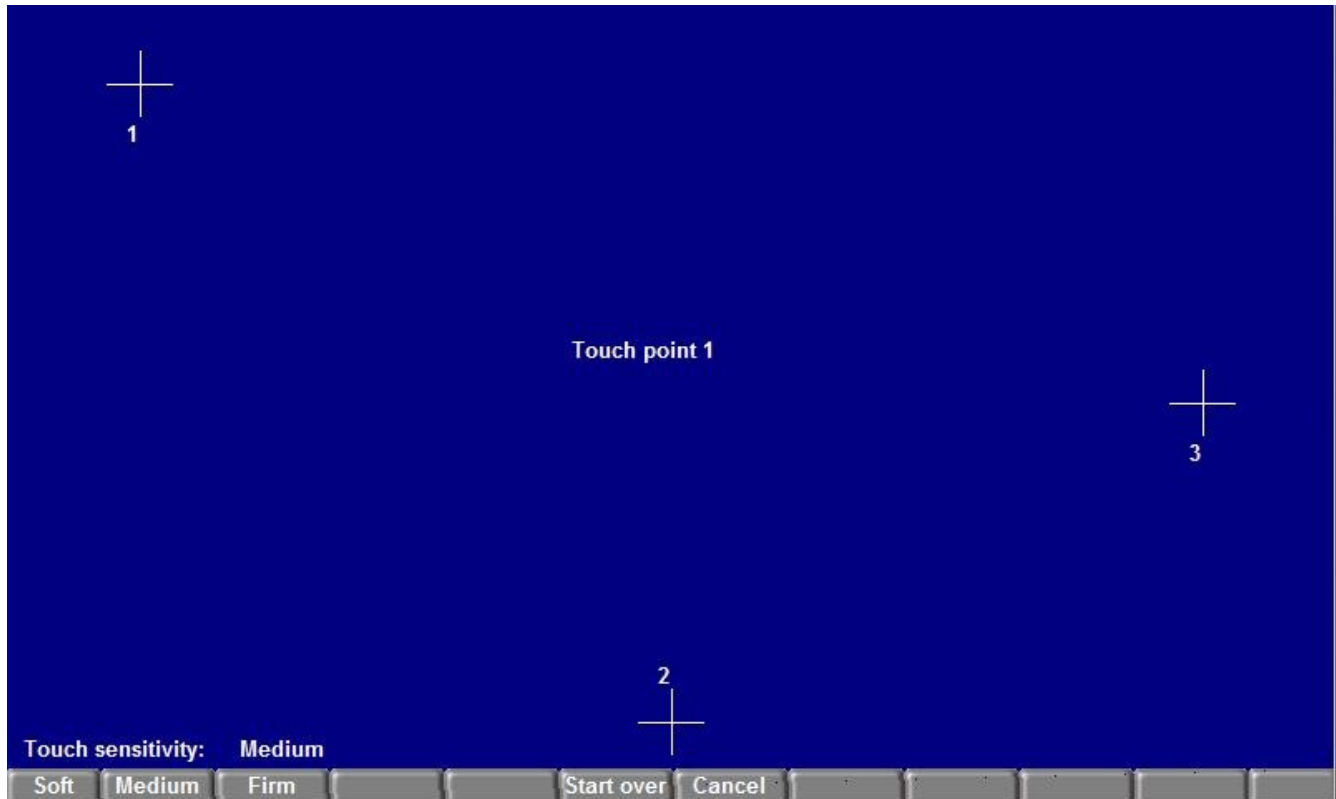 1
Touch point 1
3
2
Touch sensitivity: Medium
Soft Medium Firm Start over Cancel